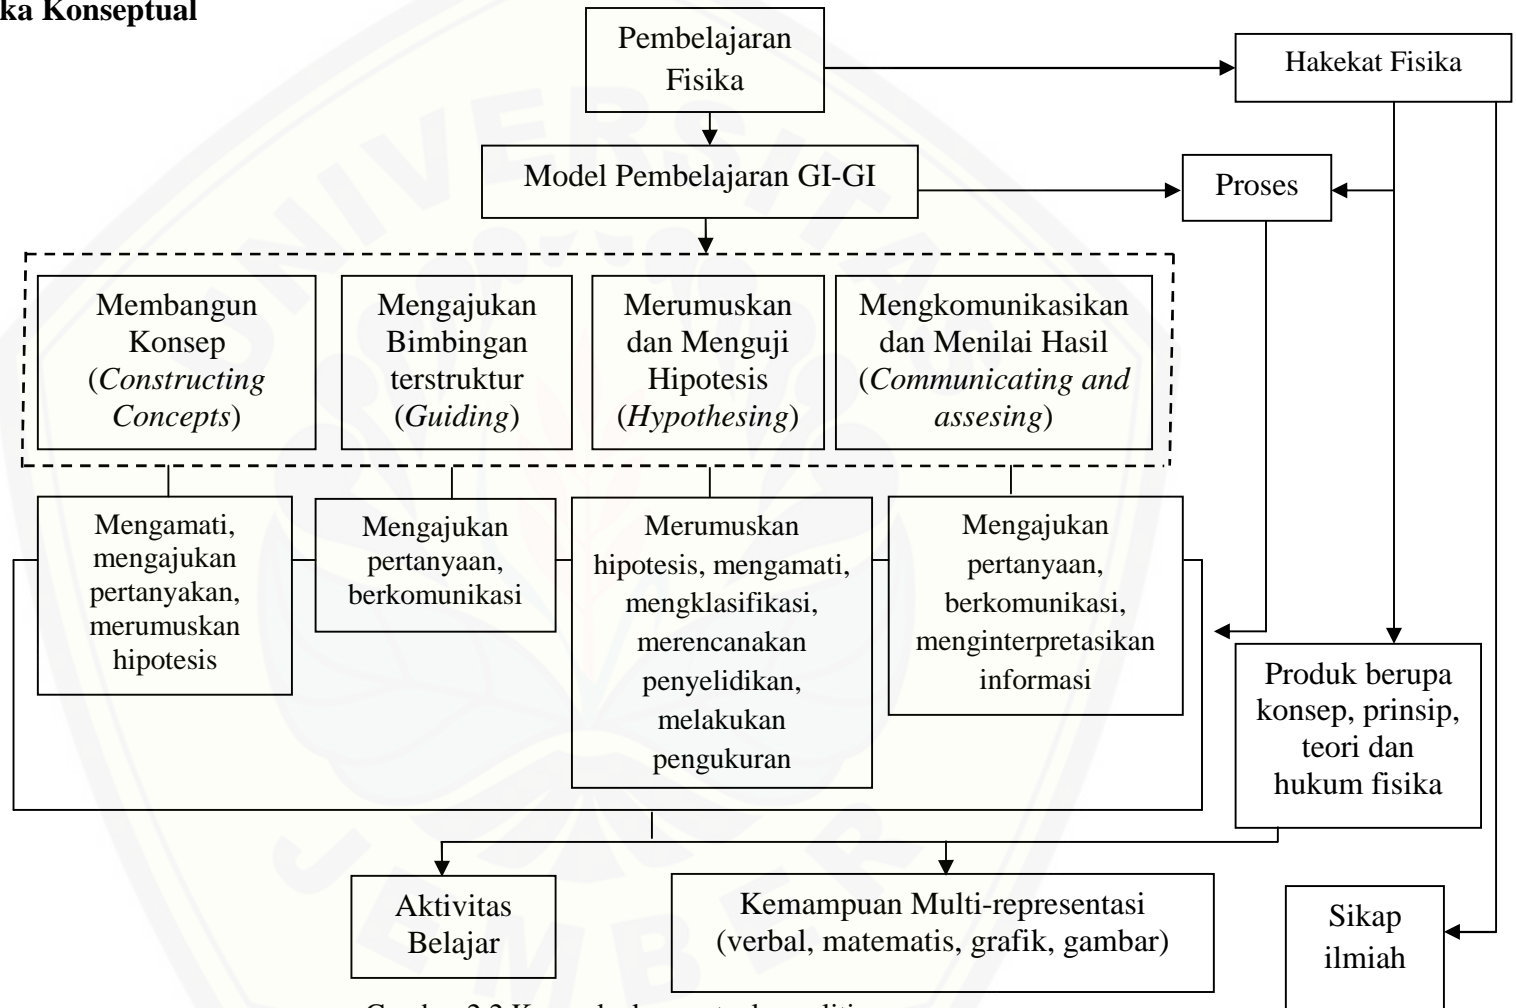 ka Konseptual
Pembelajaran
Fisika
Hakekat Fisika
Model Pembelajaran GI-GI
Proses
Membangun
Konsep
(Constructing
Concepts)
Mengajukan
Bimbingan
terstruktur
(Guiding)
Merumuskan
dan Menguji
Hipotesis
(Hypothesing)
Mengkomunikasikan
dan Menilai Hasil
(Communicating and
assesing)
Mengamati,
mengajukan
pertanyakan,
merumuskan
hipotesis
Mengajukan
pertanyaan,
berkomunikasi
Merumuskan
hipotesis, mengamati,
mengklasifikasi,
merencanakan
penyelidikan,
melakukan
pengukuran
Mengajukan
pertanyaan,
berkomunikasi,
menginterpretasikan
informasi
Produk berupa
konsep, prinsip,
teori dan
hukum fisika
Aktivitas
Belajar
Kemampuan Multi-representasi
(verbal, matematis, grafik, gambar)
Sikap
ilmiah
UNIVERSITAS
JEMBER